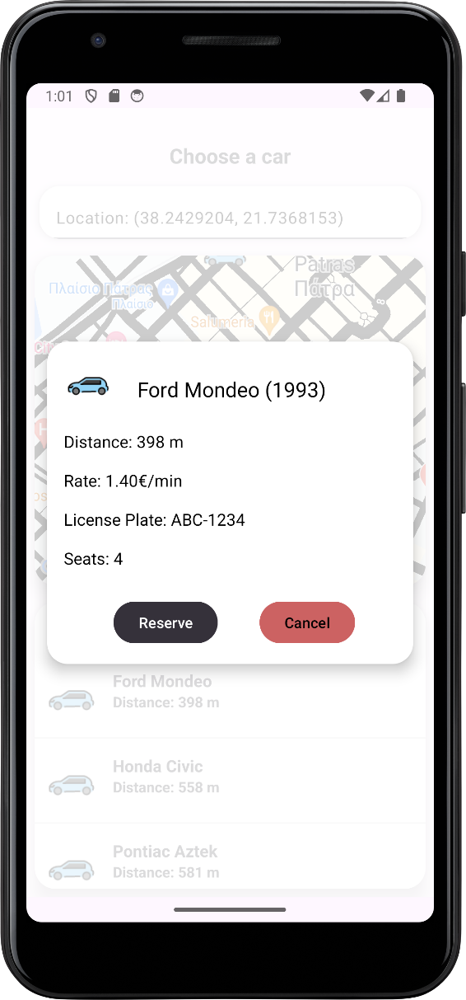 1:01
Choose a car
Location: (38.2429204, 21.7368153)
Patras
Πλαίσιο Πάτρας
Πάτρα
Πλαίσιο
Salumeria
Ford Mondeo (1993)
Distance: 398 m
Rate: 1.40€/min
License Plate: ABC-1234
Seats: 4
Reserve
Cancel
Ford Mondeo
Distance: 398 m
Honda Civic
Distance: 558 m
Pontiac Aztek
Distance: 581 m